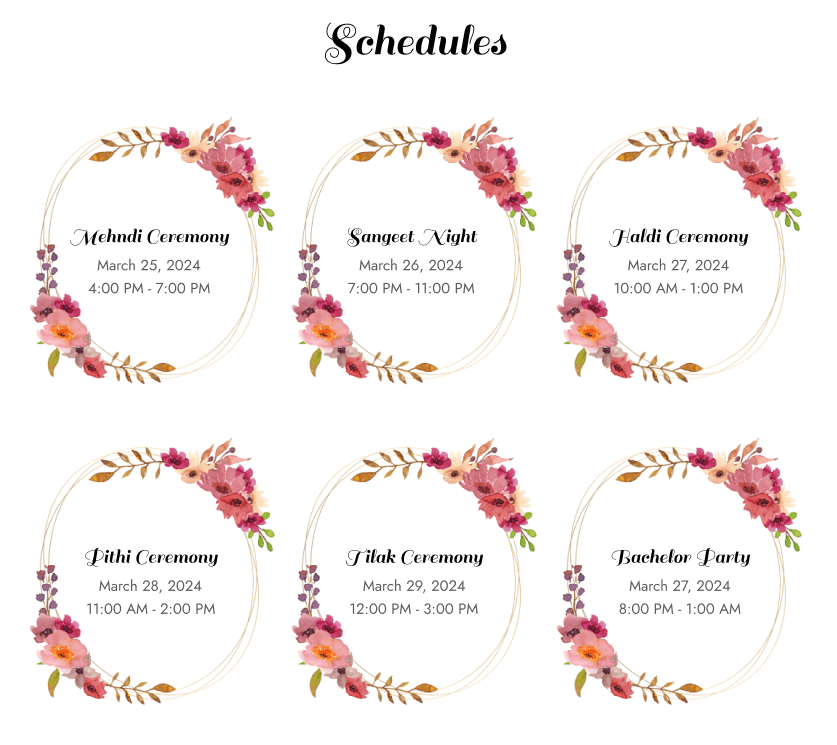 Schedules
Mehndi Ceremony
March 25, 2024
4:00 PM - 7:00 PM
Sangeet Night
March 26, 2024
7:00 PM - 11:00 PM
Haldi Ceremony
March 27, 2024
10:00 AM - 1:00 PM
Pithi Ceremony
March 28, 2024
11:00 AM - 2:00 PM
Tilak Ceremony
March 29, 2024
12:00 PM - 3:00 PM
Bachelor Party
March 27, 2024
8:00 PM - 1:00 AM